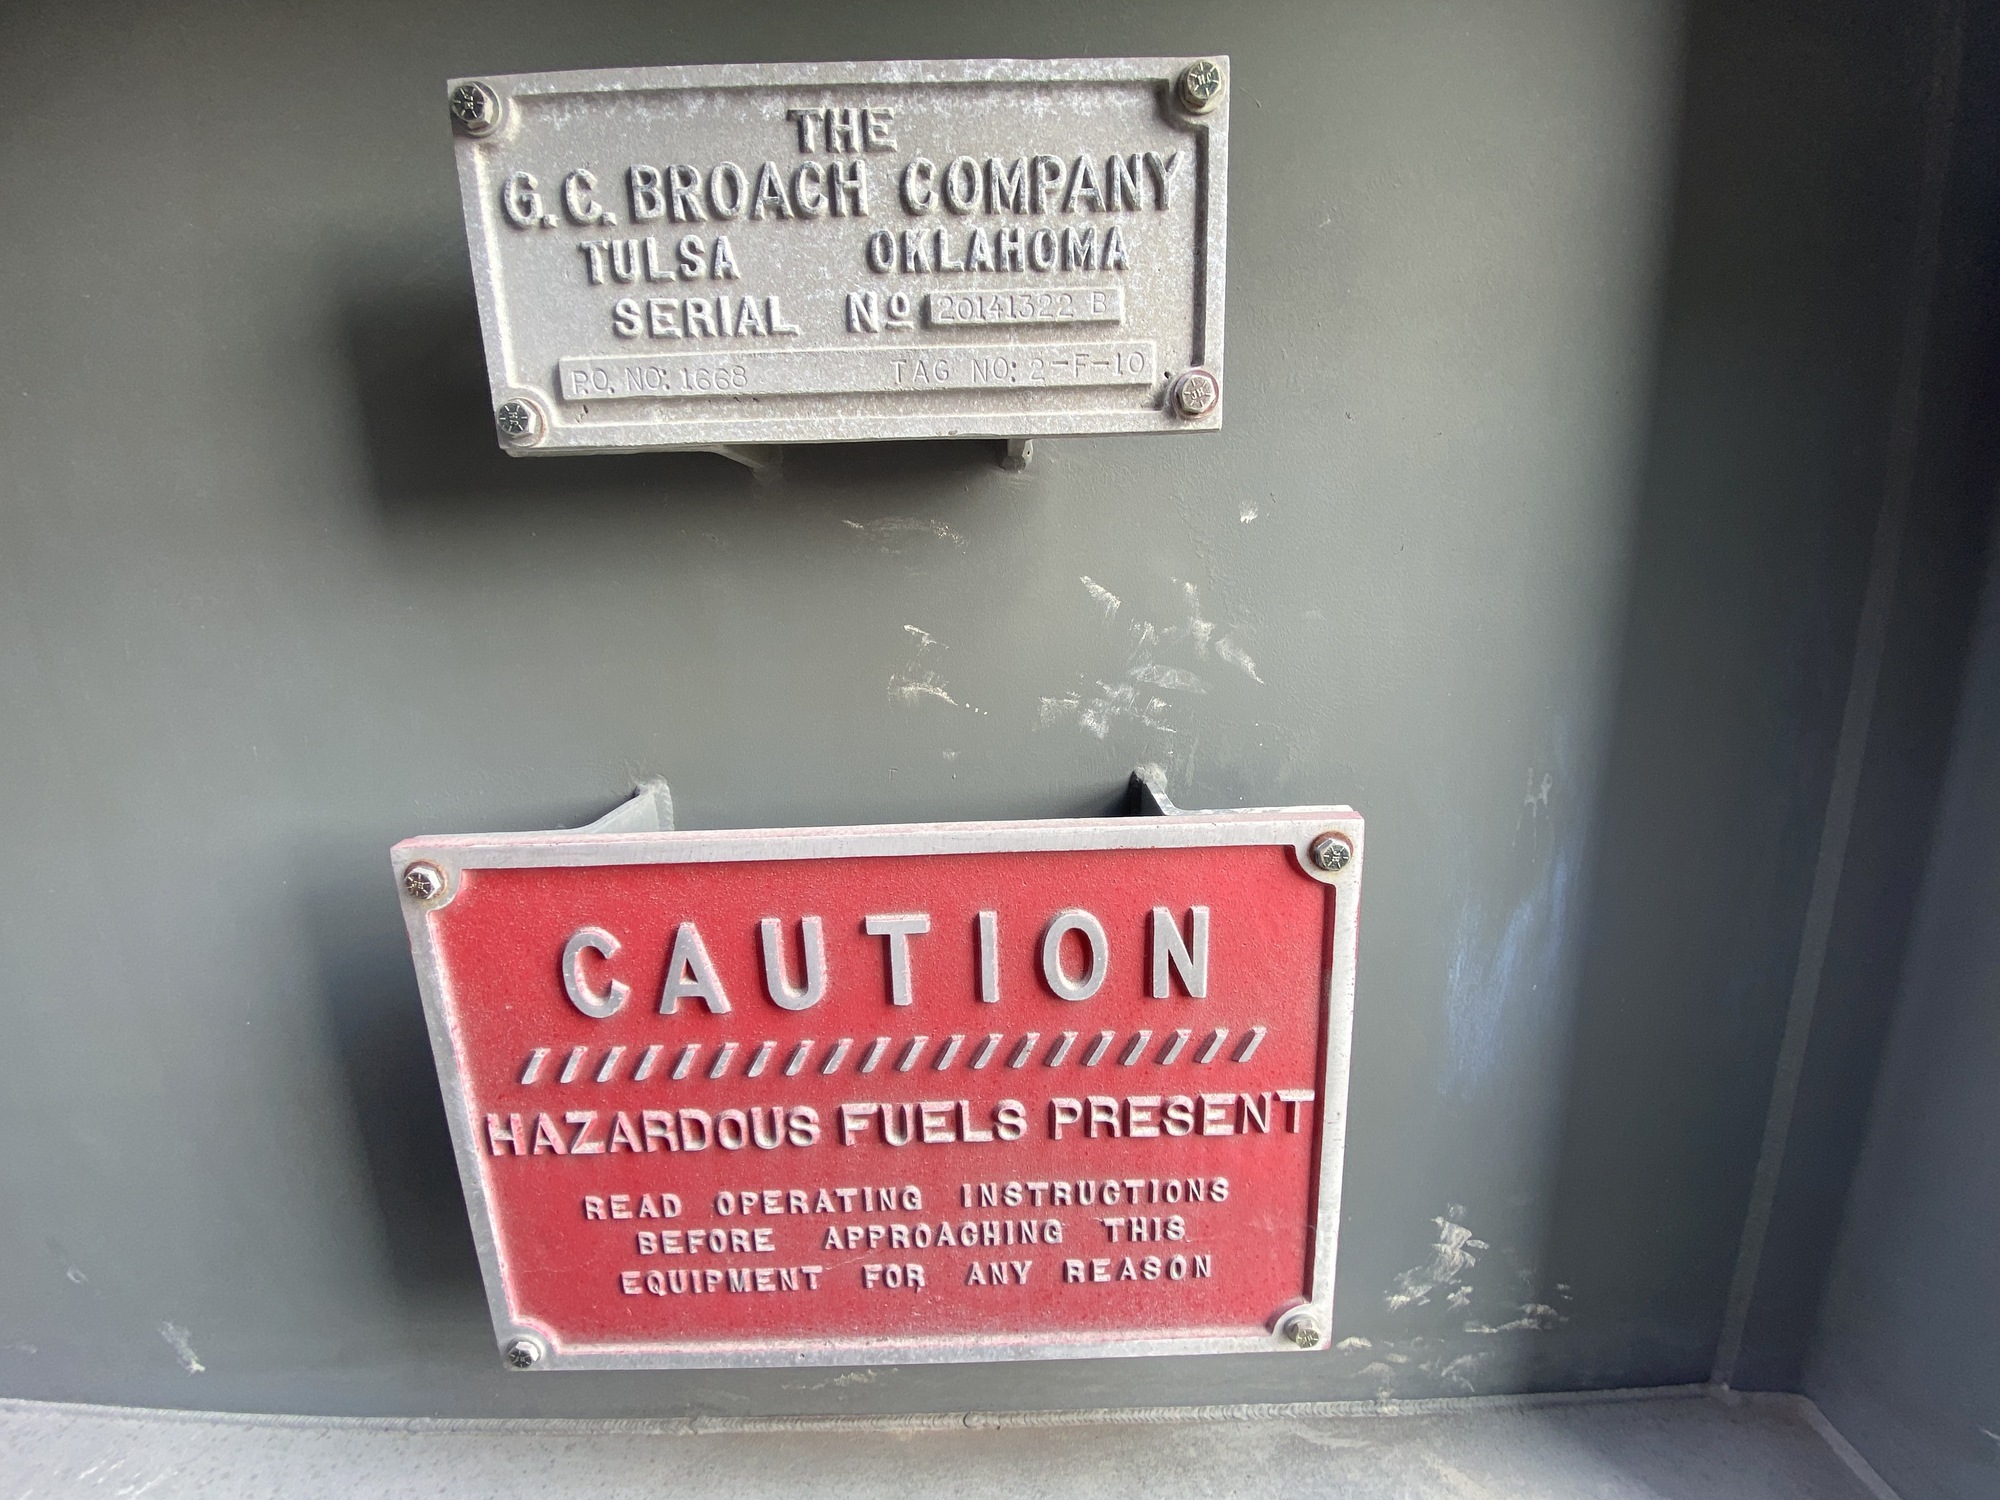 THE
G.C. BROACH COMPANY
TULSA OKLAHOMA
SERIAL Nº 20141322 B
P.O. NO: 1668 TAG NO: 2-F-10
CAUTION
HAZARDOUS FUELS PRESENT
READ OPERATING INSTRUCTIONS
BEFORE APPROACHING THIS
EQUIPMENT FOR ANY REASON